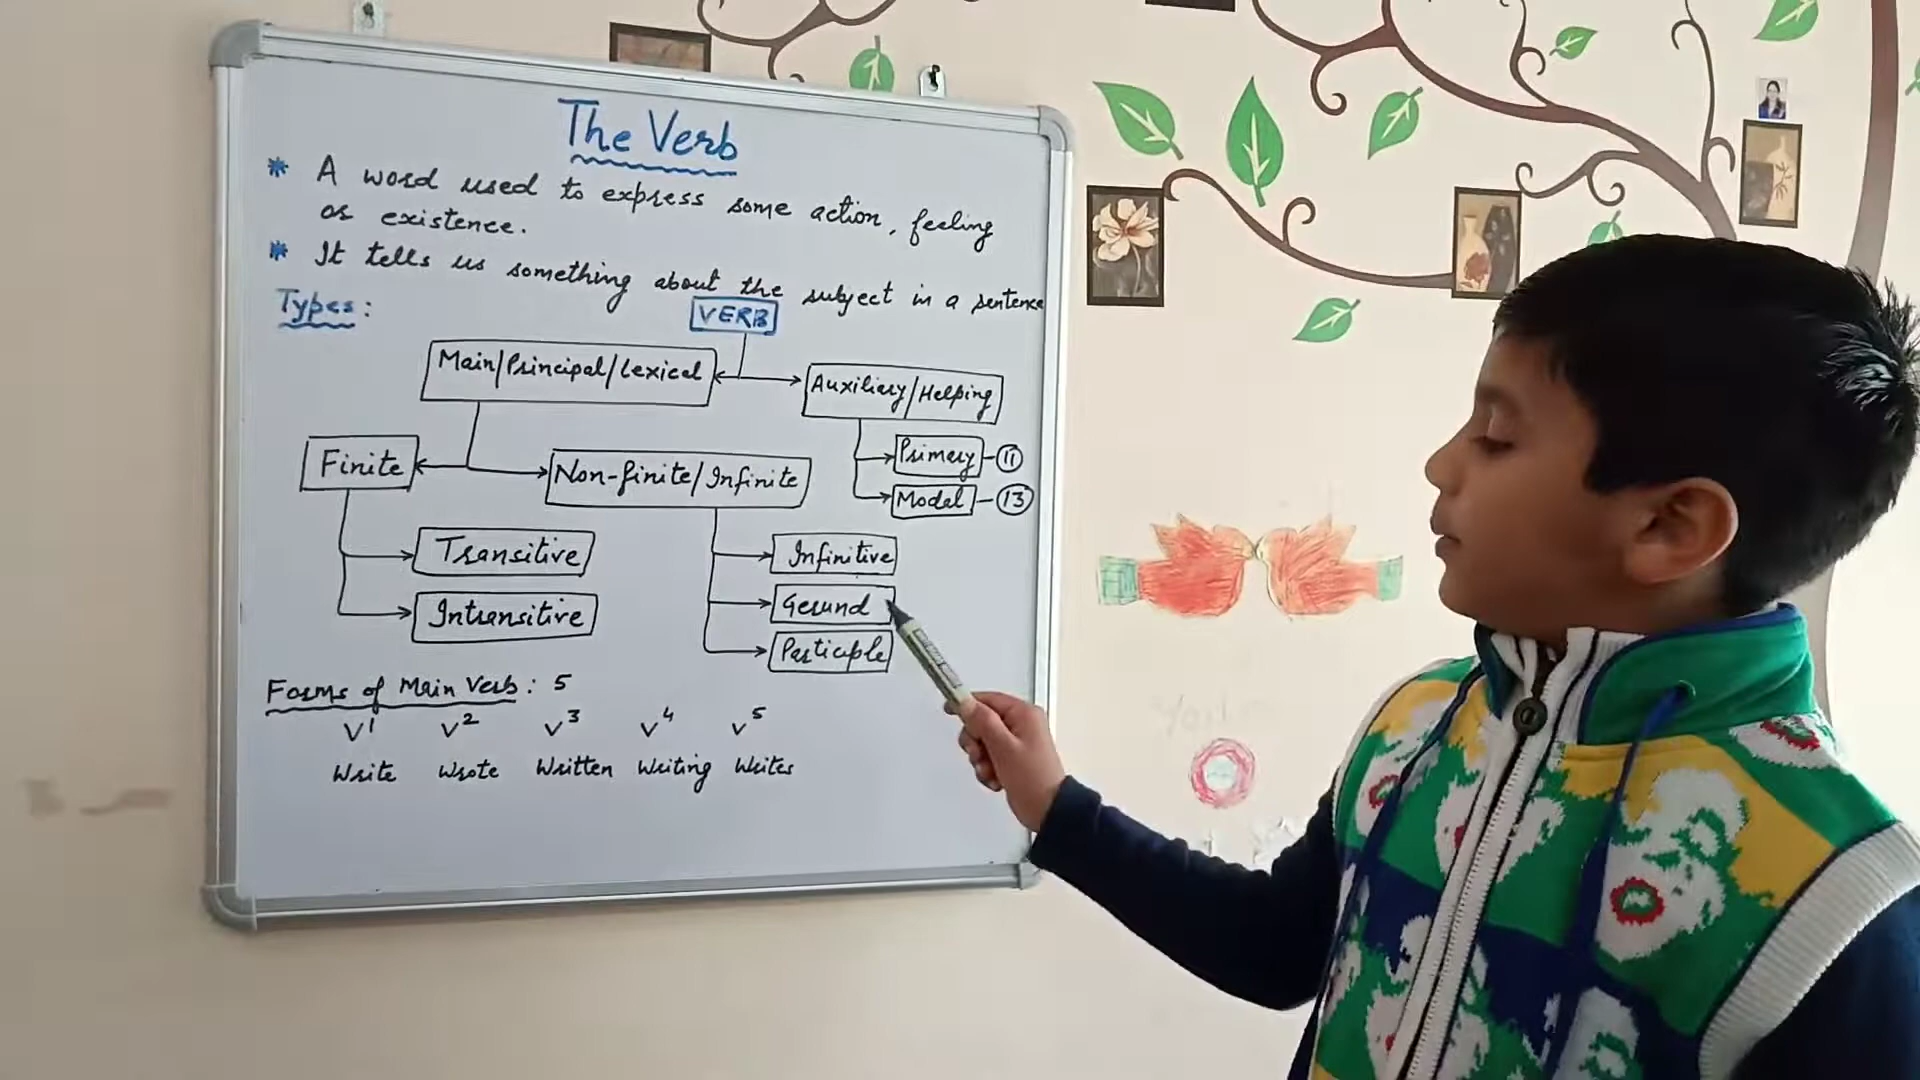 The Verb
* A word used to express some action, feeling
or existence.
* It tells us something about the subject in a sentence
Types:
VERB
Main/Principal/Lexical
Auxiliary/Helping
Finite
Non-finite/Infinite
Primary - 11
Model - 13
Transitive
Infinitive
Intransitive
Gerund
Participle
Forms of Main Verb: 5
V1 V2 V3 V4 V5
Write Wrote Written Writing Writes